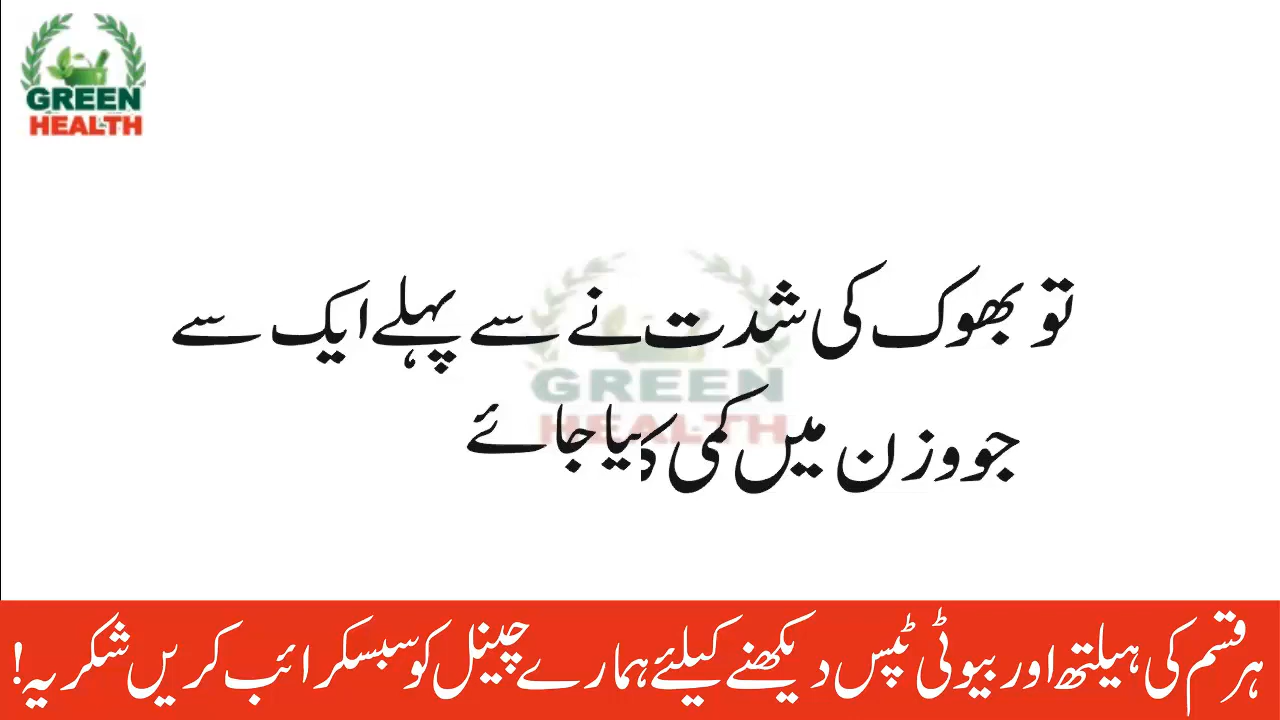 GREEN
HEALTH
تو بھوک کی شدت نے سے پہلے ایک سے
جو وزن میں کمی کیا جائے
GREEN
HEALTH
ہر قسم کی ہیلتھ اور بیوٹی ٹپس دیکھنے کیلئے ہمارے چینل کو سبسکرائب کریں شکریہ!